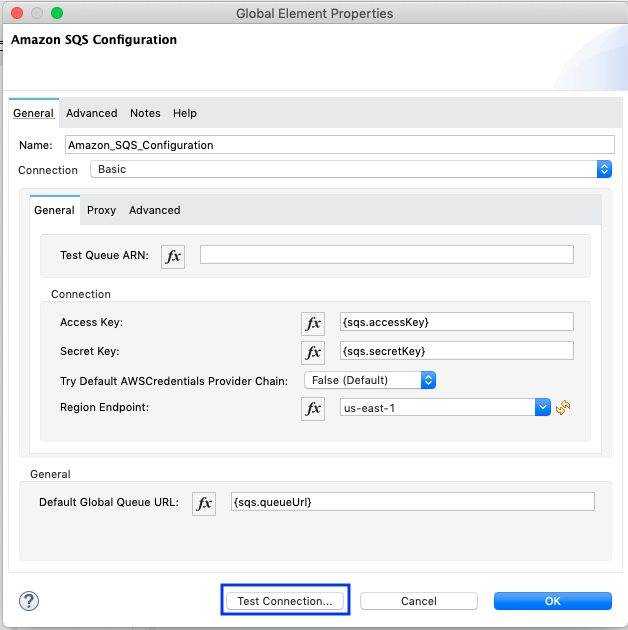 Global Element Properties
Amazon SQS Configuration
General Advanced Notes Help
Name: Amazon_SQS_Configuration
Connection Basic
General Proxy Advanced
Test Queue ARN: fx
Connection
Access Key: fx {sqs.accessKey}
Secret Key: fx {sqs.secretKey}
Try Default AWSCredentials Provider Chain: False (Default)
Region Endpoint: fx us-east-1
General
Default Global Queue URL: fx {sqs.queueUrl}
? Test Connection... Cancel OK